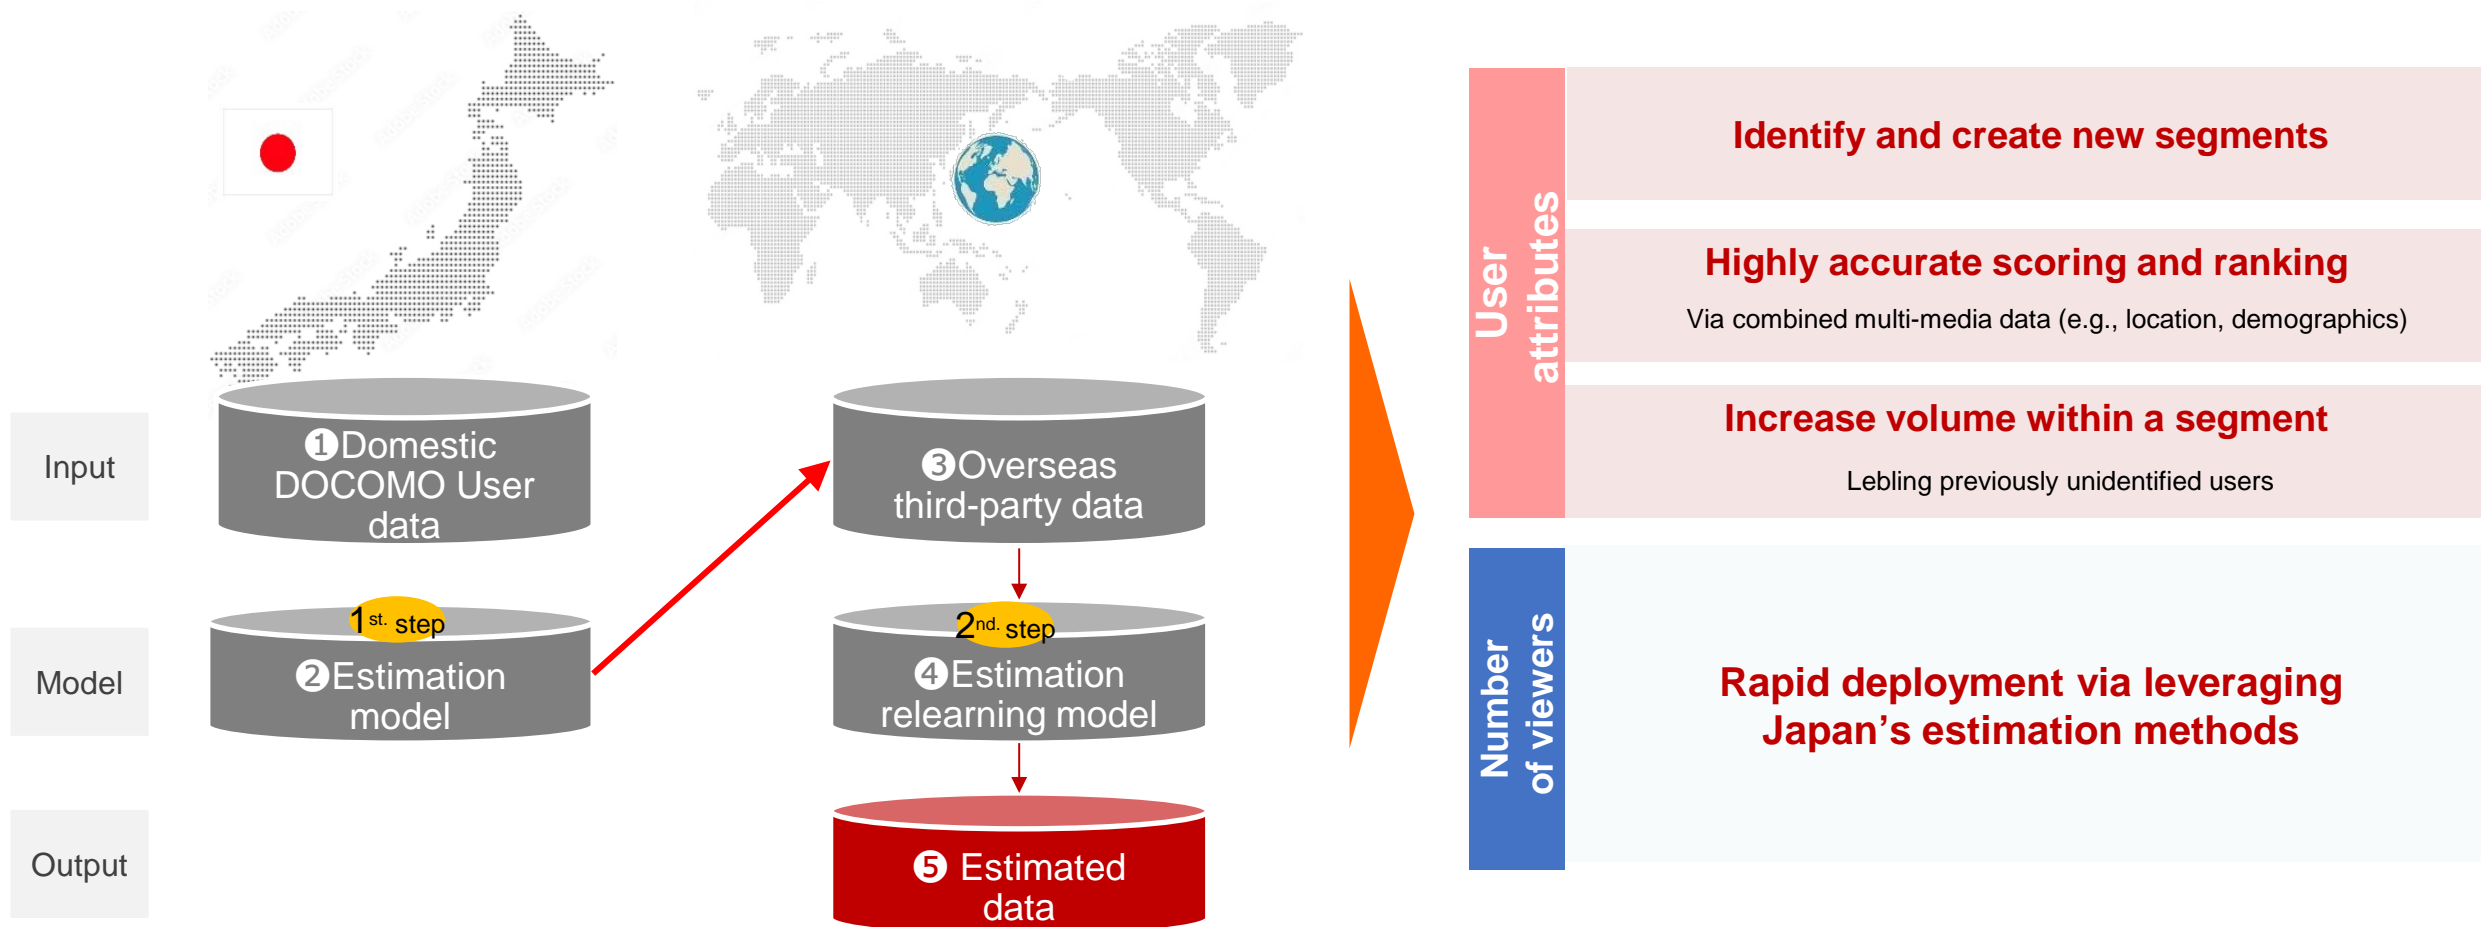 Input
❶Domestic
DOCOMO User
data
❸Overseas
third-party data
Model
1st. step
❷Estimation
model
2nd. step
❹Estimation
relearning model
Output
❺ Estimated
data
User
attributes
Identify and create new segments
Highly accurate scoring and ranking
Via combined multi-media data (e.g., location, demographics)
Increase volume within a segment
Lebling previously unidentified users
Number
of viewers
Rapid deployment via leveraging
Japan’s estimation methods